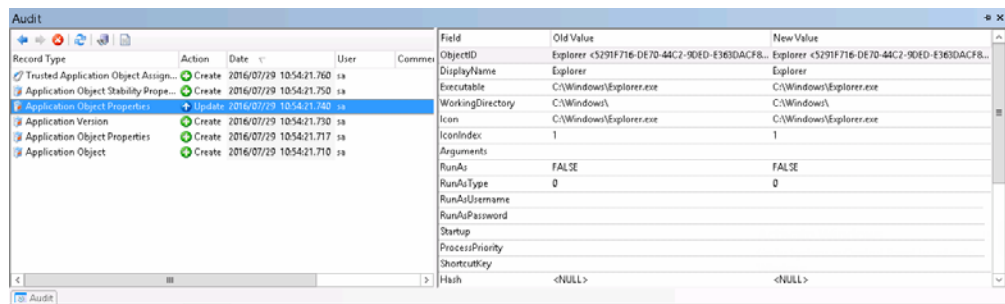 Audit
Record Type Action Date User Commen
Trusted Application Object Assign... Create 2016/07/29 10:54:21.760 sa
Application Object Stability Prope... Create 2016/07/29 10:54:21.750 sa
Application Object Properties Update 2016/07/29 10:54:21.740 sa
Application Version Create 2016/07/29 10:54:21.730 sa
Application Object Properties Create 2016/07/29 10:54:21.717 sa
Application Object Create 2016/07/29 10:54:21.710 sa
Field Old Value New Value
ObjectID Explorer <5291F716-DE70-44C2-9DED-E363DACF8... Explorer <5291F716-DE70-44C2-9DED-E363DACF8...
DisplayName Explorer Explorer
Executable C:\Windows\Explorer.exe C:\Windows\Explorer.exe
WorkingDirectory C:\Windows\ C:\Windows\
Icon C:\Windows\Explorer.exe C:\Windows\Explorer.exe
IconIndex 1 1
Arguments
RunAs FALSE FALSE
RunAsType 0 0
RunAsUsername
RunAsPassword
Startup
ProcessPriority
ShortcutKey
Hash <NULL> <NULL>
Audit